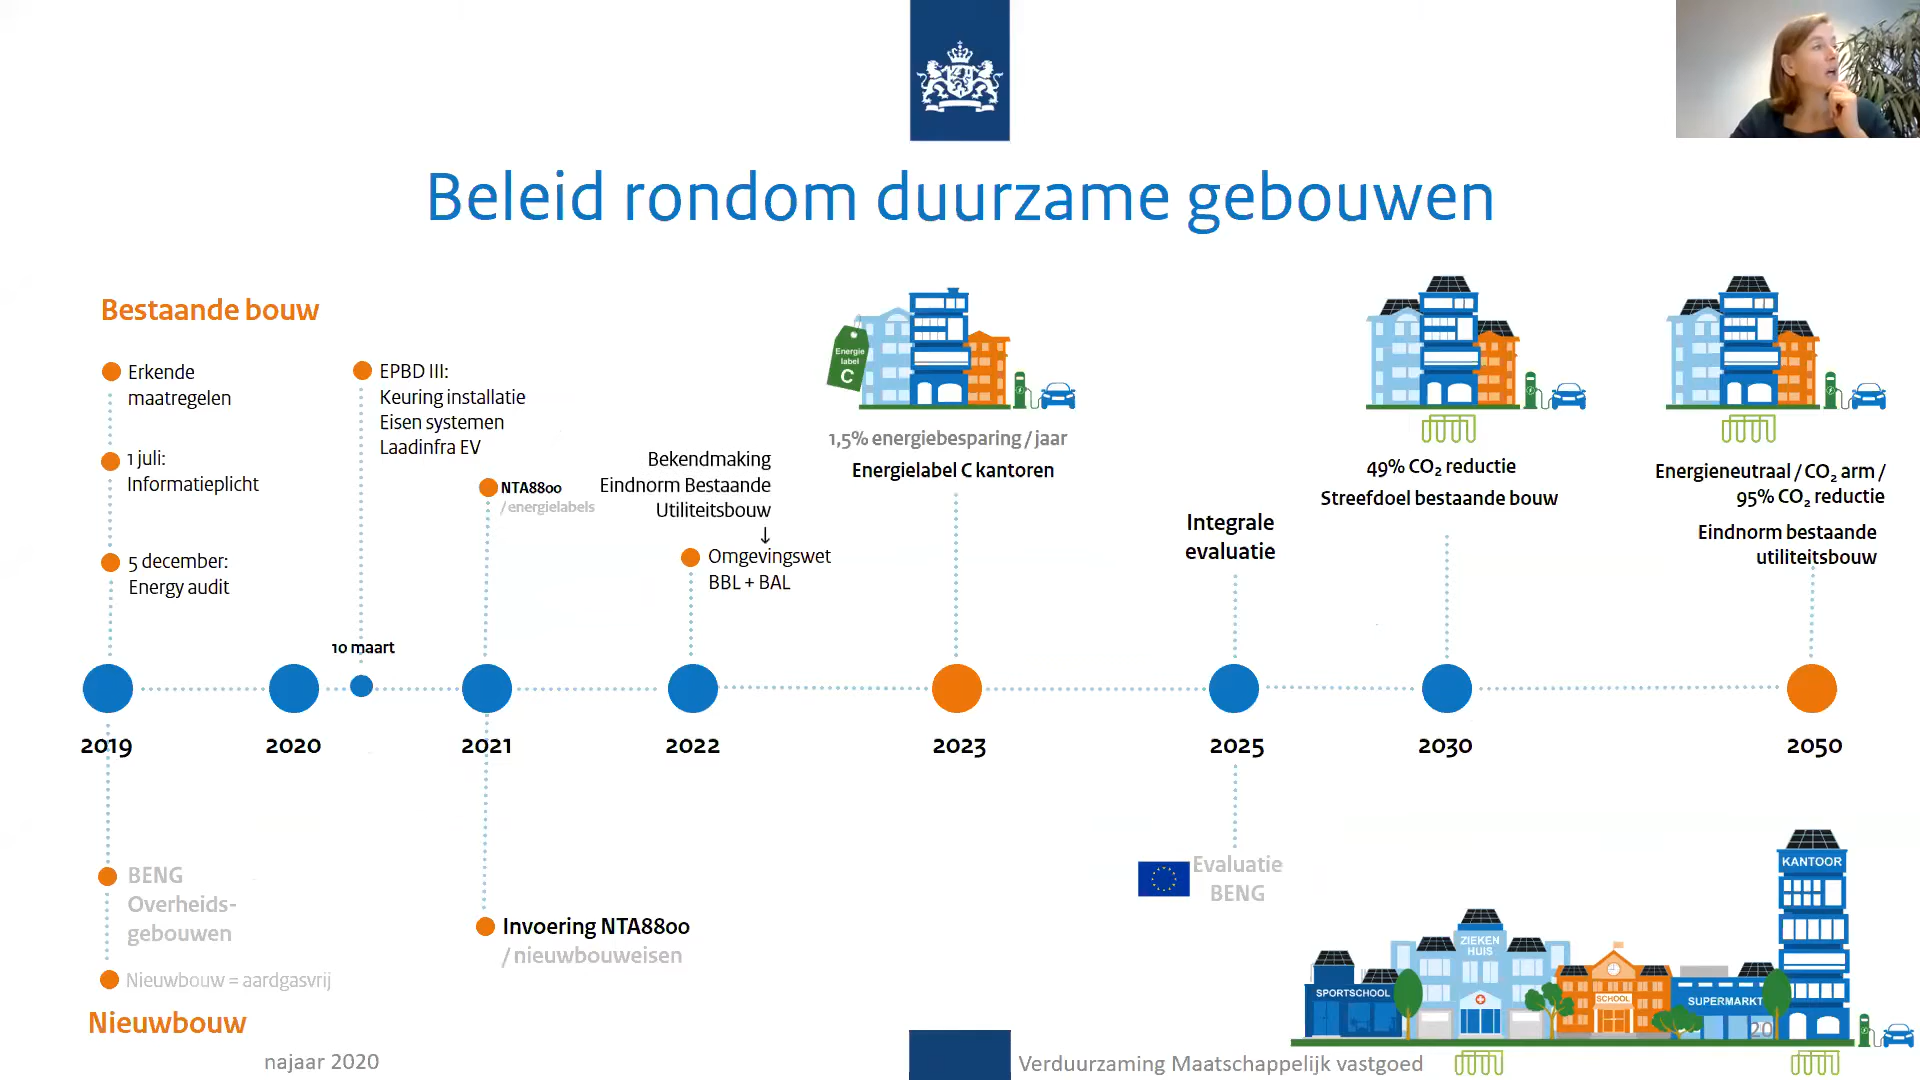 Beleid rondom duurzame gebouwen
Bestaande bouw
Erkende
maatregelen
1 juli:
Informatieplicht
5 december:
Energy audit
EPBD III:
Keuring installatie
Eisen systemen
Laadinfra EV
10 maart
NTA8800
/energielabels
Bekendmaking
Eindnorm Bestaande
Utiliteitsbouw
↓
Omgevingswet
BBL + BAL
Energie
label
C
1,5% energiebesparing / jaar
Energielabel C kantoren
Integrale
evaluatie
49% CO₂ reductie
Streefdoel bestaande bouw
Energieneutraal / CO₂ arm /
95% CO₂ reductie
Eindnorm bestaande
utiliteitsbouw
2019
2020
2021
2022
2023
2025
2030
2050
BENG
Overheids-
gebouwen
Nieuwbouw = aardgasvrij
Nieuwbouw
Invoering NTA8800
/nieuwbouweisen
Evaluatie
BENG
SPORTSCHOOL
ZIEKEN
HUIS
SCHOOL
SUPERMARKT
KANTOOR
20
najaar 2020
Verduurzaming Maatschappelijk vastgoed